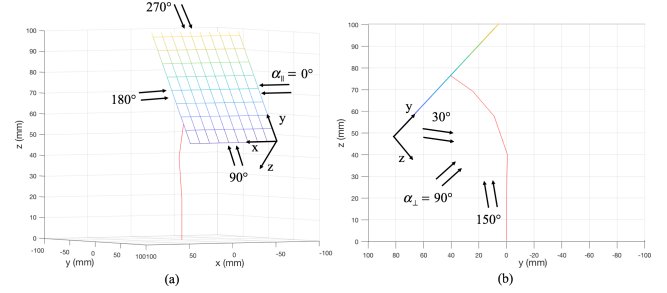 270°
100
90
80
70
60
50
40
30
20
10
0
z (mm)
α∥ = 0°
180°
y
x
z
90°
-100 -50 0 50 100
y (mm)
100 50 0 -50 -100
x (mm)
(a)
100
90
80
70
60
50
40
30
20
10
0
z (mm)
y
30°
z
α⊥ = 90°
150°
100 80 60 40 20 0 -20 -40 -60 -80 -100
y (mm)
(b)